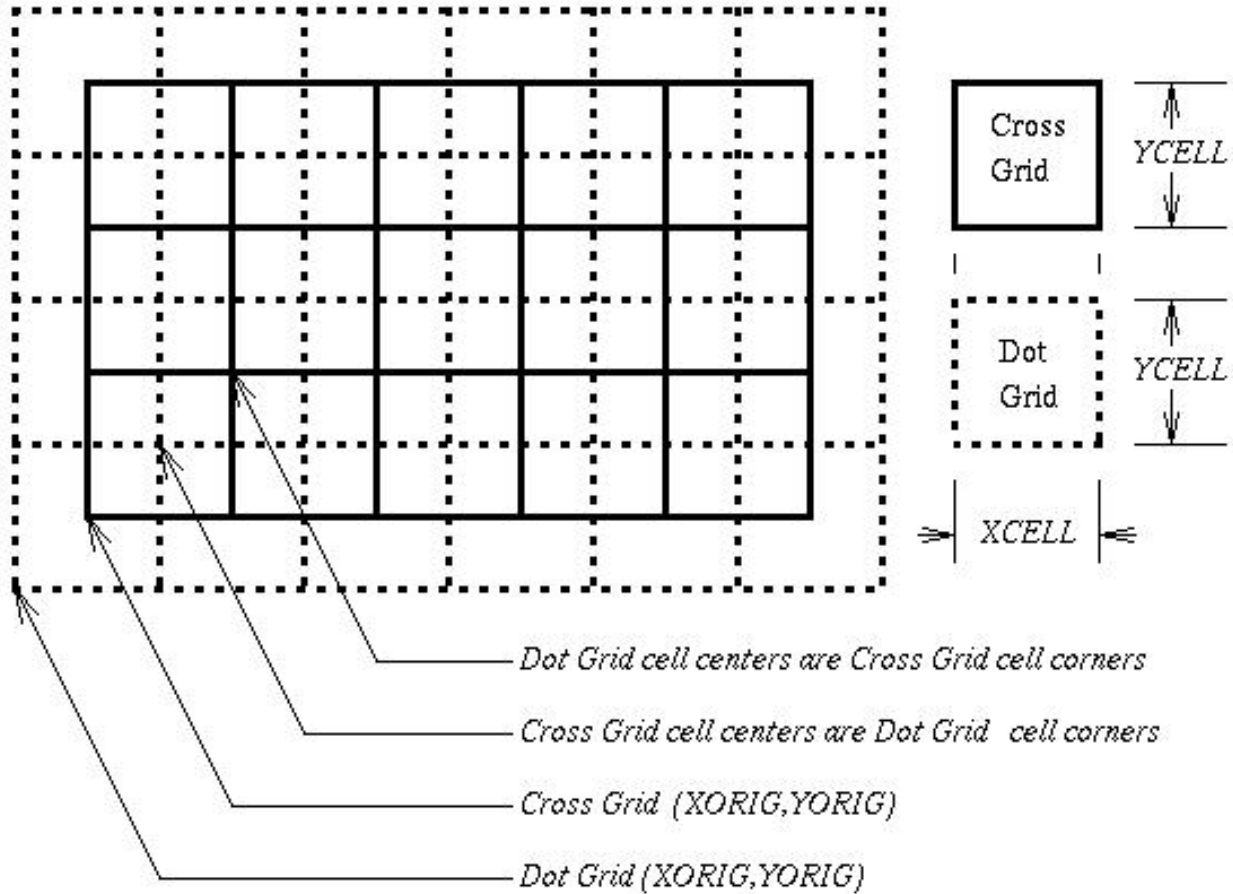 Cross
Grid
YCELL
Dot
Grid
YCELL
XCELL
Dot Grid cell centers are Cross Grid cell corners
Cross Grid cell centers are Dot Grid cell corners
Cross Grid (XORIG,YORIG)
Dot Grid (XORIG,YORIG)